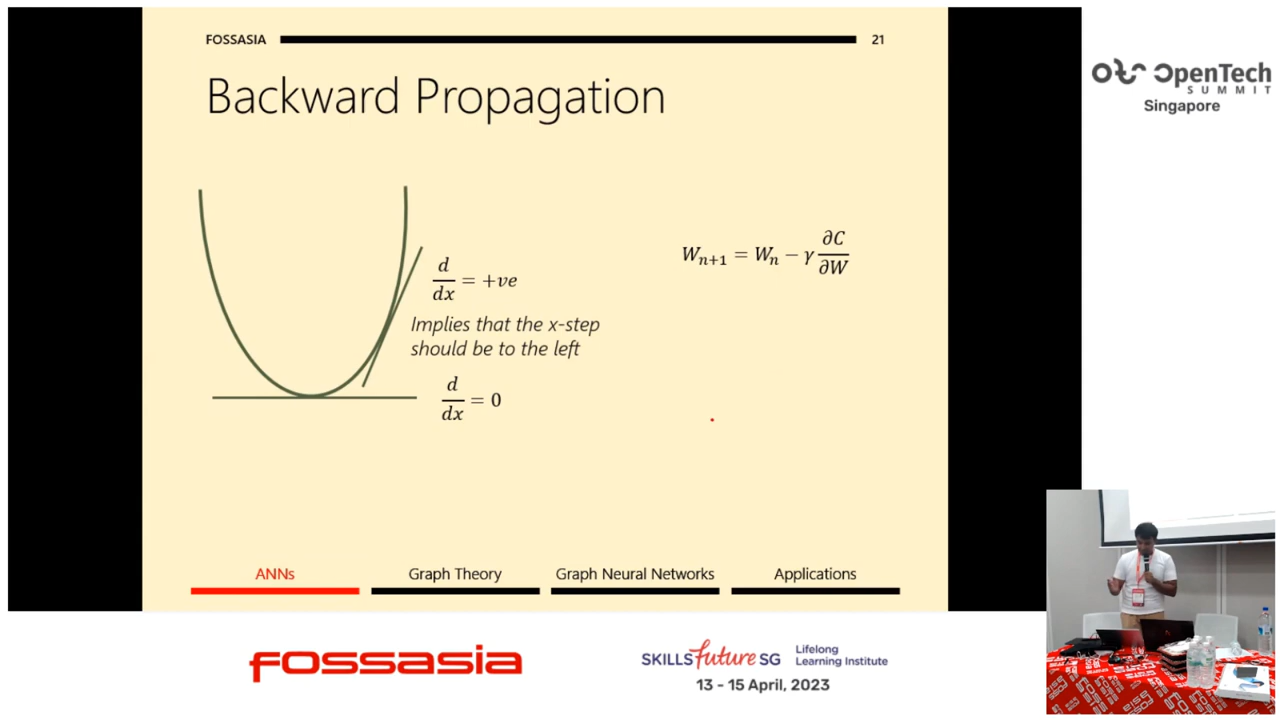 FOSSASIA
21
Backward Propagation
d/dx = +ve
Implies that the x-step
should be to the left
d/dx = 0
W_{n+1} = W_n − γ ∂C/∂W
ANNs
Graph Theory
Graph Neural Networks
Applications
OpenTech
SUMMIT
Singapore
FOSSASIA
SKILLSfuture SG
Lifelong
Learning Institute
13 - 15 April, 2023